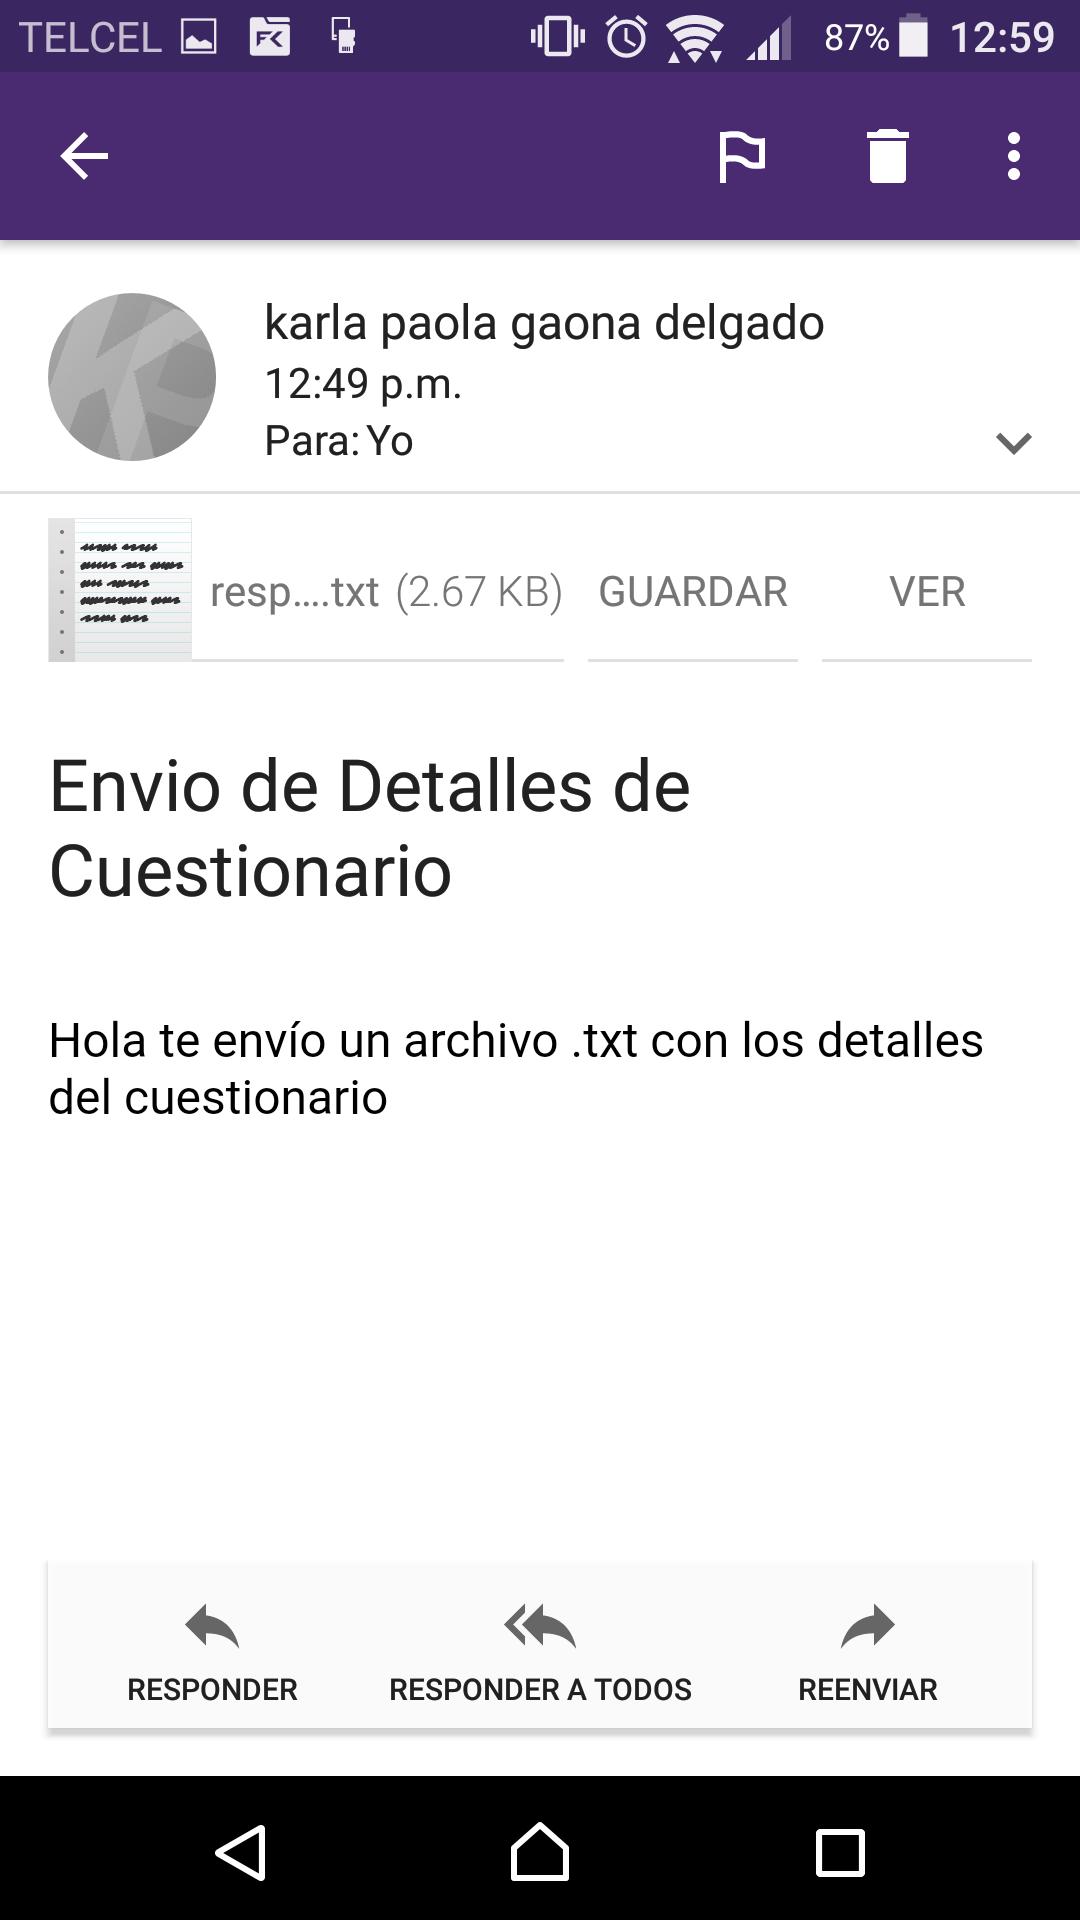 TELCEL 87% 12:59
karla paola gaona delgado
12:49 p.m.
Para: Yo
resp....txt (2.67 KB) GUARDAR VER
Envio de Detalles de
Cuestionario
Hola te envío un archivo .txt con los detalles
del cuestionario
RESPONDER RESPONDER A TODOS REENVIAR